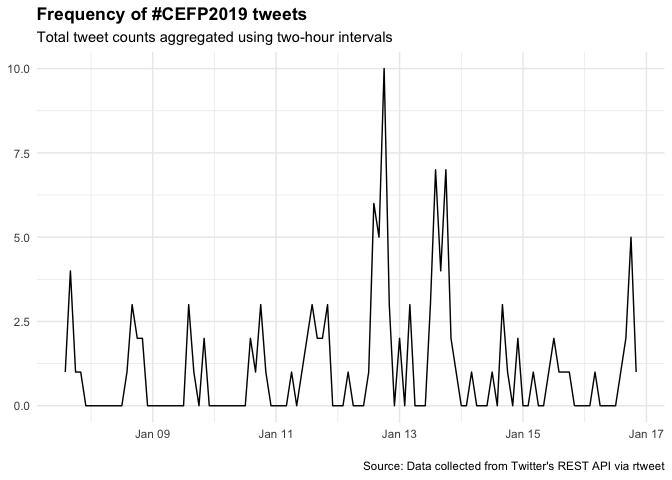 Frequency of #CEFP2019 tweets
Total tweet counts aggregated using two-hour intervals
10.0
7.5
5.0
2.5
0.0
Jan 09 Jan 11 Jan 13 Jan 15 Jan 17
Source: Data collected from Twitter's REST API via rtweet